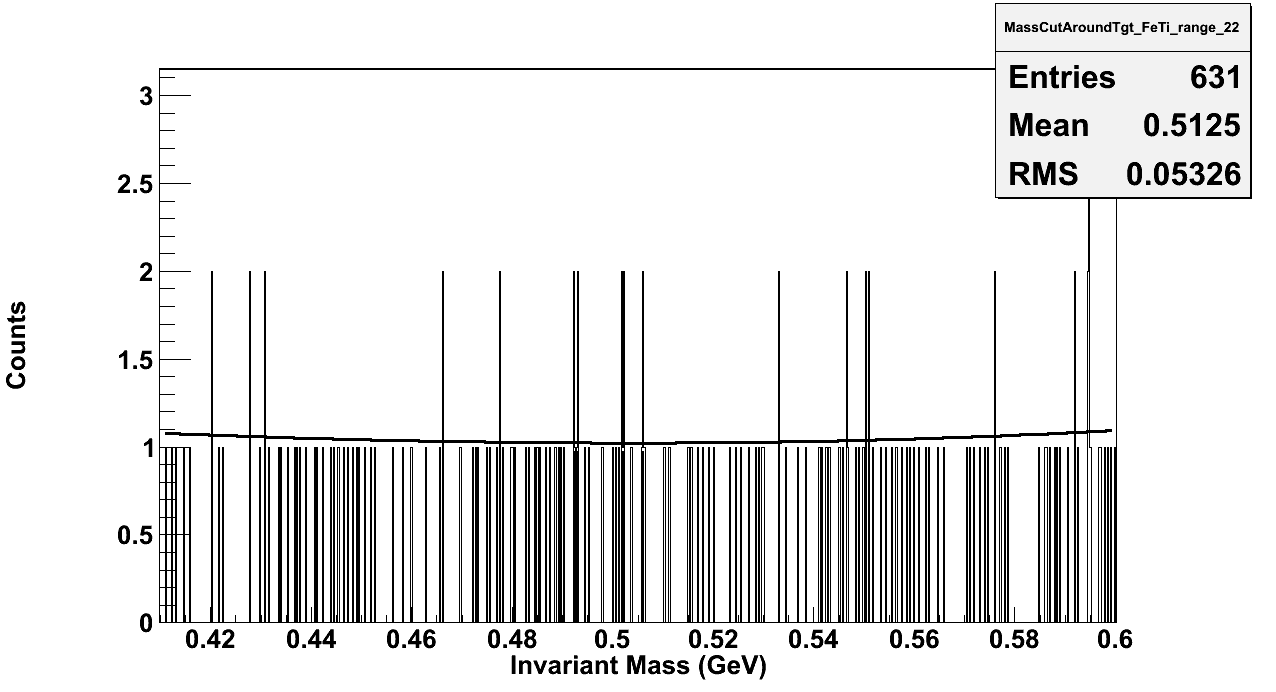 MassCutAroundTgt_FeTi_range_22
Entries 631
Mean 0.5125
RMS 0.05326
3
2.5
2
1.5
1
0.5
0
Counts
0.42 0.44 0.46 0.48 0.5 0.52 0.54 0.56 0.58 0.6
Invariant Mass (GeV)